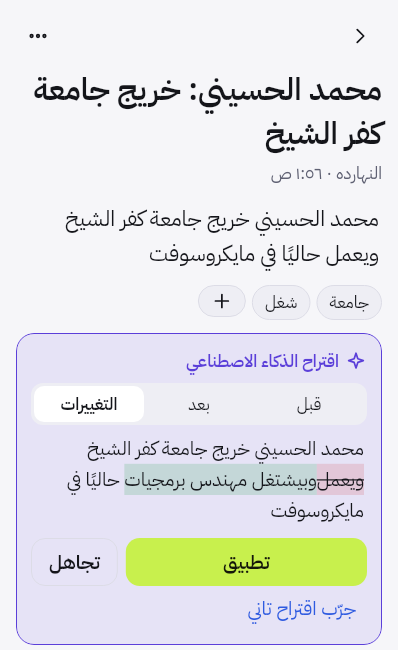 محمد الحسيني: خريج جامعة
كفر الشيخ
النهارده · ١:٥٦ ص
محمد الحسيني خريج جامعة كفر الشيخ
ويعمل حاليًا في مايكروسوفت
جامعة
شغل
+
اقتراح الذكاء الاصطناعي
قبل
بعد
التغييرات
محمد الحسيني خريج جامعة كفر الشيخ
ويعملوبيشتغل مهندس برمجيات حاليًا في
مايكروسوفت
تطبيق
تجاهل
جرّب اقتراح تاني